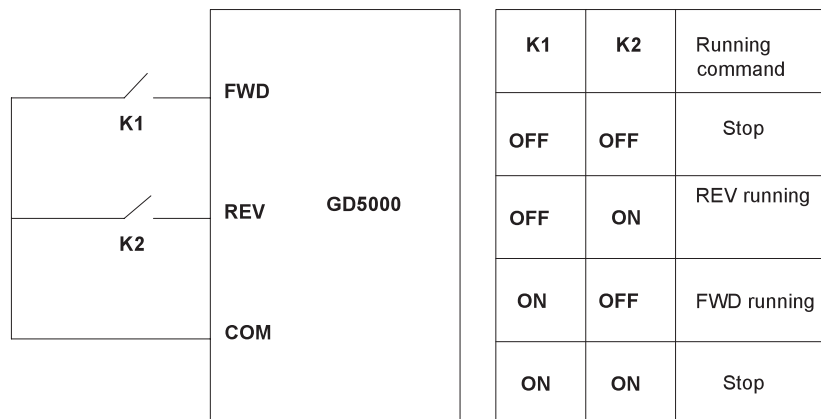 FWD
K1
REV
K2
GD5000
COM
K1 K2 Running
command
OFF OFF Stop
OFF ON REV running
ON OFF FWD running
ON ON Stop